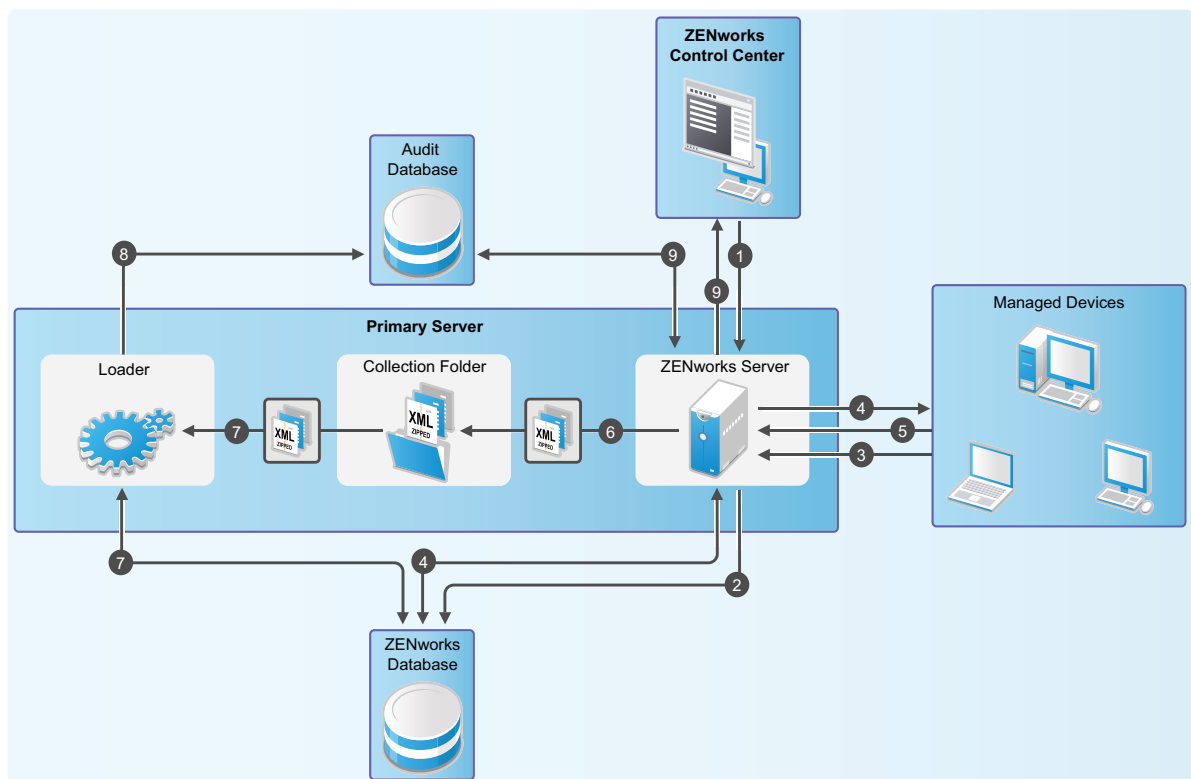 ZENworks
Control Center
Audit
Database
8
9
1
9
Managed Devices
Primary Server
Loader
Collection Folder
ZENworks Server
XML
ZIPPED
7
XML
ZIPPED
XML
ZIPPED
6
4
5
3
7
4
2
ZENworks
Database